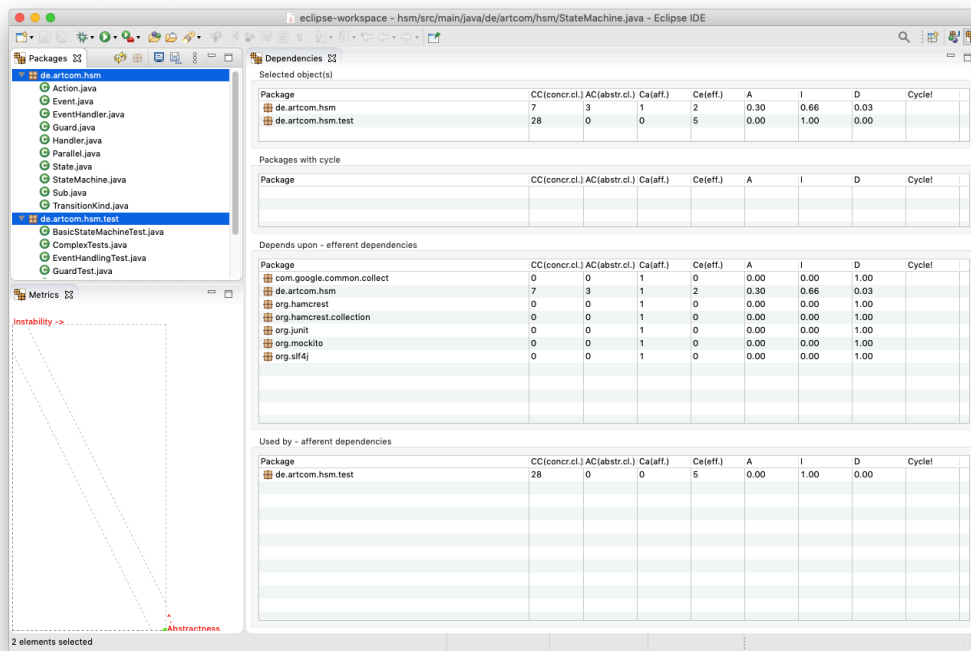 eclipse-workspace - hsm/src/main/java/de/artcom/hsm/StateMachine.java - Eclipse IDE
Packages
de.artcom.hsm
Action.java
Event.java
EventHandler.java
Guard.java
Handler.java
Parallel.java
State.java
StateMachine.java
Sub.java
TransitionKind.java
de.artcom.hsm.test
BasicStateMachineTest.java
ComplexTests.java
EventHandlingTest.java
GuardTest.java
Metrics
Instability ->
Abstractness
Dependencies
Selected object(s)
Package CC(concr.cl.) AC(abstr.cl.) Ca(aff.) Ce(eff.) A I D Cycle!
de.artcom.hsm 7 3 1 2 0.30 0.66 0.03
de.artcom.hsm.test 28 0 0 5 0.00 1.00 0.00
Packages with cycle
Package CC(concr.cl.) AC(abstr.cl.) Ca(aff.) Ce(eff.) A I D Cycle!
Depends upon - efferent dependencies
Package CC(concr.cl.) AC(abstr.cl.) Ca(aff.) Ce(eff.) A I D Cycle!
com.google.common.collect 0 0 1 0 0.00 0.00 1.00
de.artcom.hsm 7 3 1 2 0.30 0.66 0.03
org.hamcrest 0 0 1 0 0.00 0.00 1.00
org.hamcrest.collection 0 0 1 0 0.00 0.00 1.00
org.junit 0 0 1 0 0.00 0.00 1.00
org.mockito 0 0 1 0 0.00 0.00 1.00
org.slf4j 0 0 1 0 0.00 0.00 1.00
Used by - afferent dependencies
Package CC(concr.cl.) AC(abstr.cl.) Ca(aff.) Ce(eff.) A I D Cycle!
de.artcom.hsm.test 28 0 0 5 0.00 1.00 0.00
2 elements selected